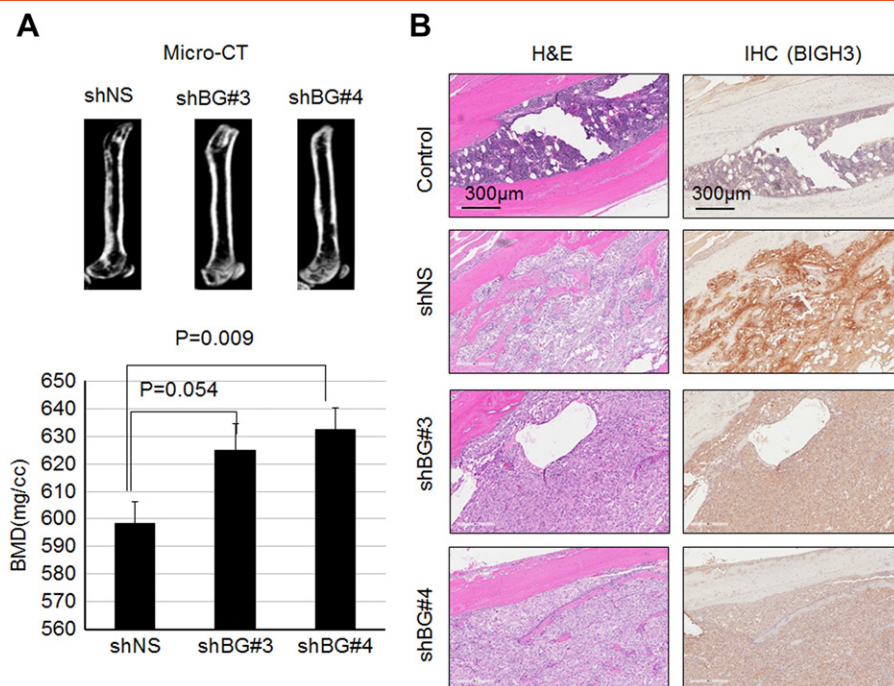 A
Micro-CT
shNS
shBG#3
shBG#4
P=0.009
P=0.054
BMD(mg/cc)
650
640
630
620
610
600
590
580
570
560
shNS
shBG#3
shBG#4
B
H&E
IHC (BIGH3)
Control
300µm
300µm
shNS
shBG#3
shBG#4